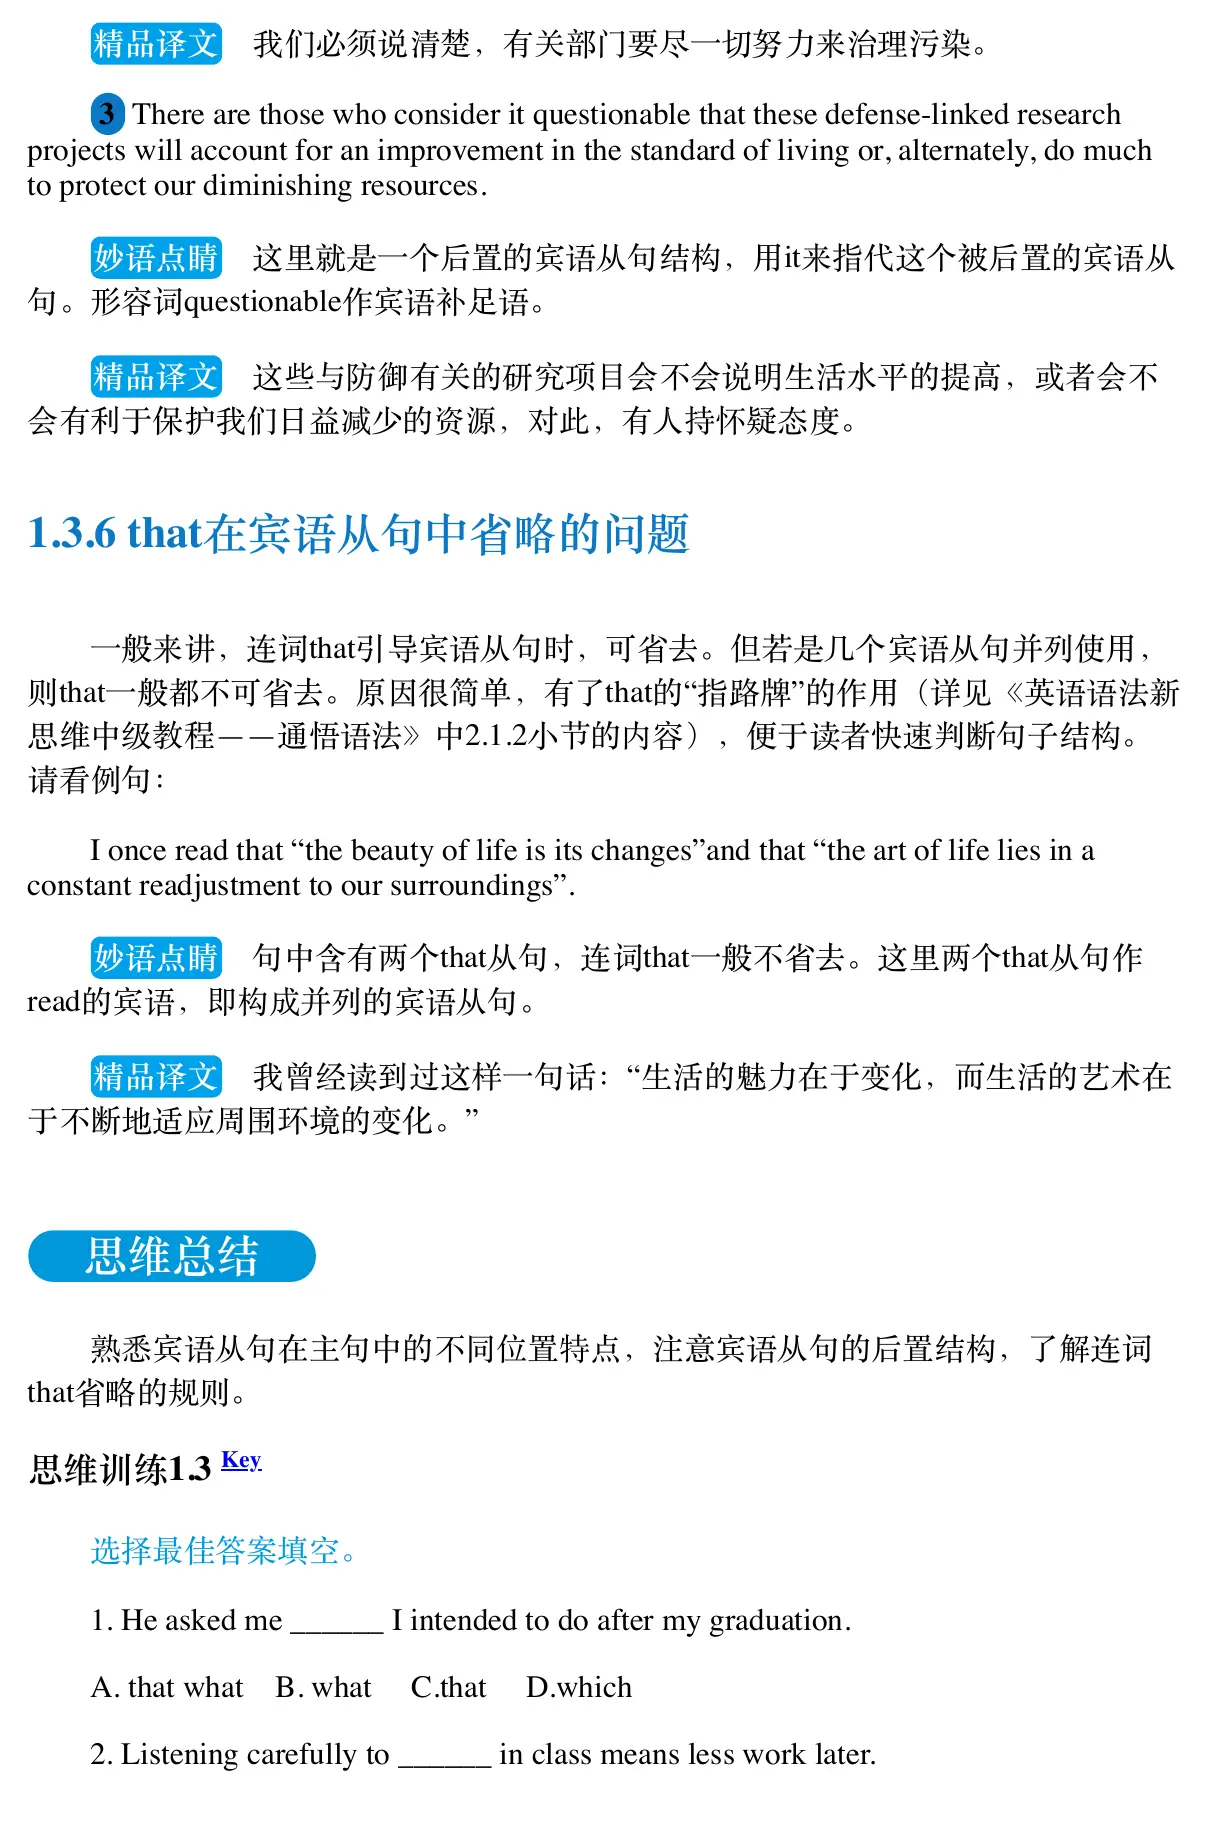 精品译文 我们必须说清楚，有关部门要尽一切努力来治理污染。
3 There are those who consider it questionable that these defense-linked research
projects will account for an improvement in the standard of living or, alternately, do much
to protect our diminishing resources.
妙语点睛 这里就是一个后置的宾语从句结构，用it来指代这个被后置的宾语从
句。形容词questionable作宾语补足语。
精品译文 这些与防御有关的研究项目会不会说明生活水平的提高，或者会不
会有利于保护我们日益减少的资源，对此，有人持怀疑态度。
1.3.6 that在宾语从句中省略的问题
一般来讲，连词that引导宾语从句时，可省去。但若是几个宾语从句并列使用，
则that一般都不可省去。原因很简单，有了that的“指路牌”的作用（详见《英语语法新
思维中级教程——通悟语法》中2.1.2小节的内容），便于读者快速判断句子结构。
请看例句：
I once read that “the beauty of life is its changes”and that “the art of life lies in a
constant readjustment to our surroundings”.
妙语点睛 句中含有两个that从句，连词that一般不省去。这里两个that从句作
read的宾语，即构成并列的宾语从句。
精品译文 我曾经读到过这样一句话：“生活的魅力在于变化，而生活的艺术在
于不断地适应周围环境的变化。”
思维总结
熟悉宾语从句在主句中的不同位置特点，注意宾语从句的后置结构，了解连词
that省略的规则。
思维训练1.3 Key
选择最佳答案填空。
1. He asked me ______ I intended to do after my graduation.
A. that what B. what C.that D.which
2. Listening carefully to ______ in class means less work later.